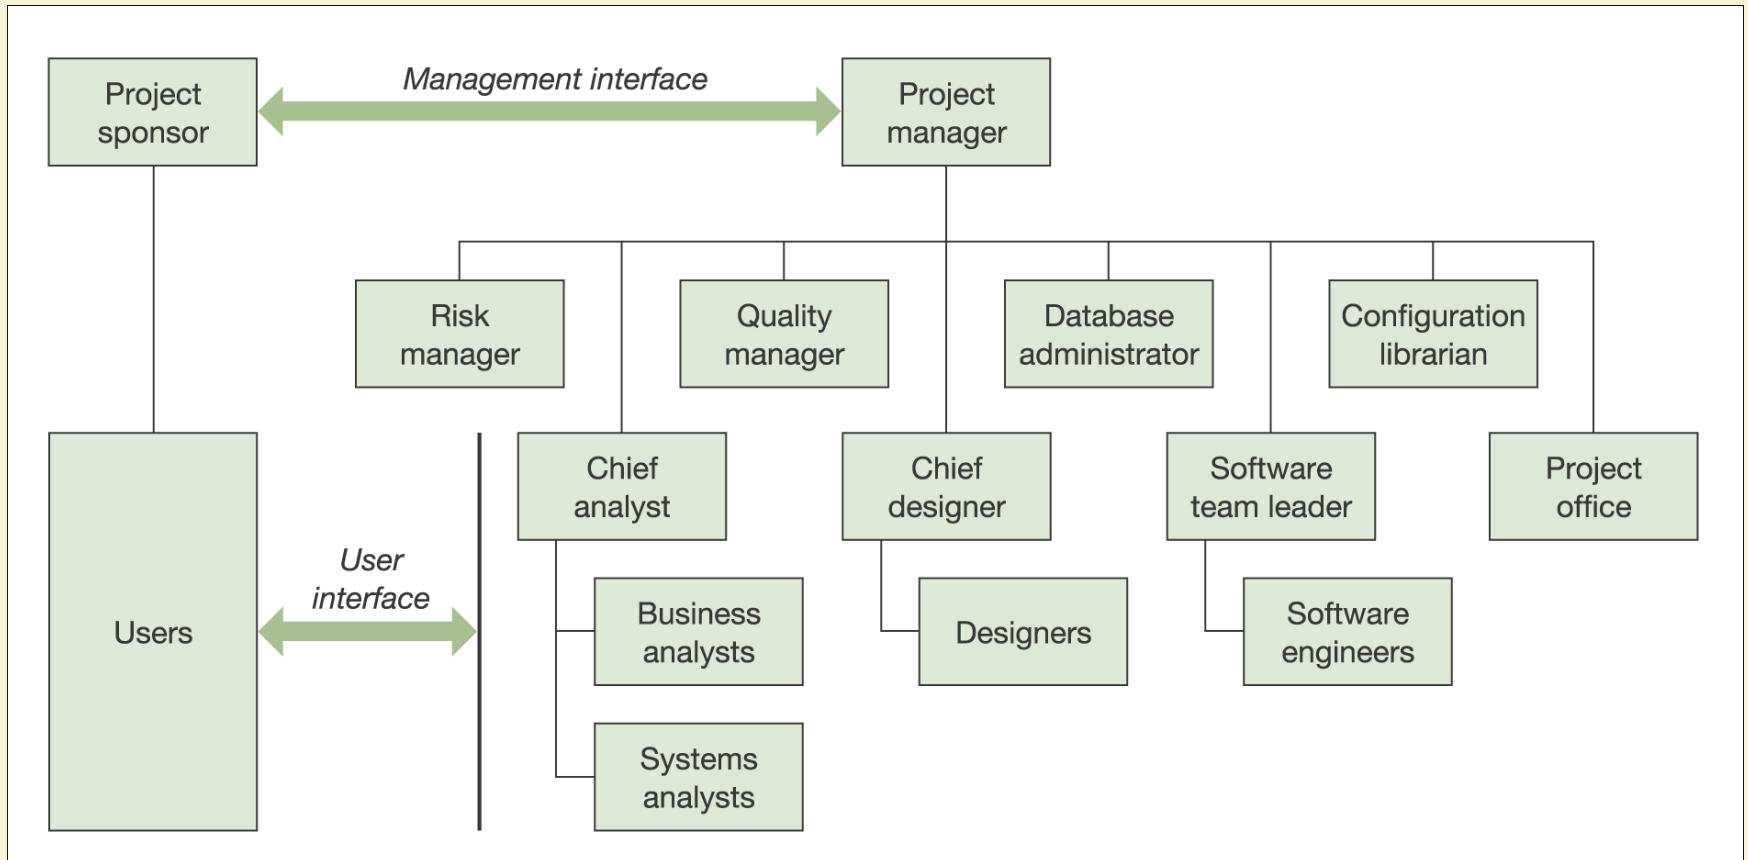 Project
sponsor
Management interface
Project
manager
Risk
manager
Quality
manager
Database
administrator
Configuration
librarian
Users
User
interface
Chief
analyst
Chief
designer
Software
team leader
Project
office
Business
analysts
Designers
Software
engineers
Systems
analysts